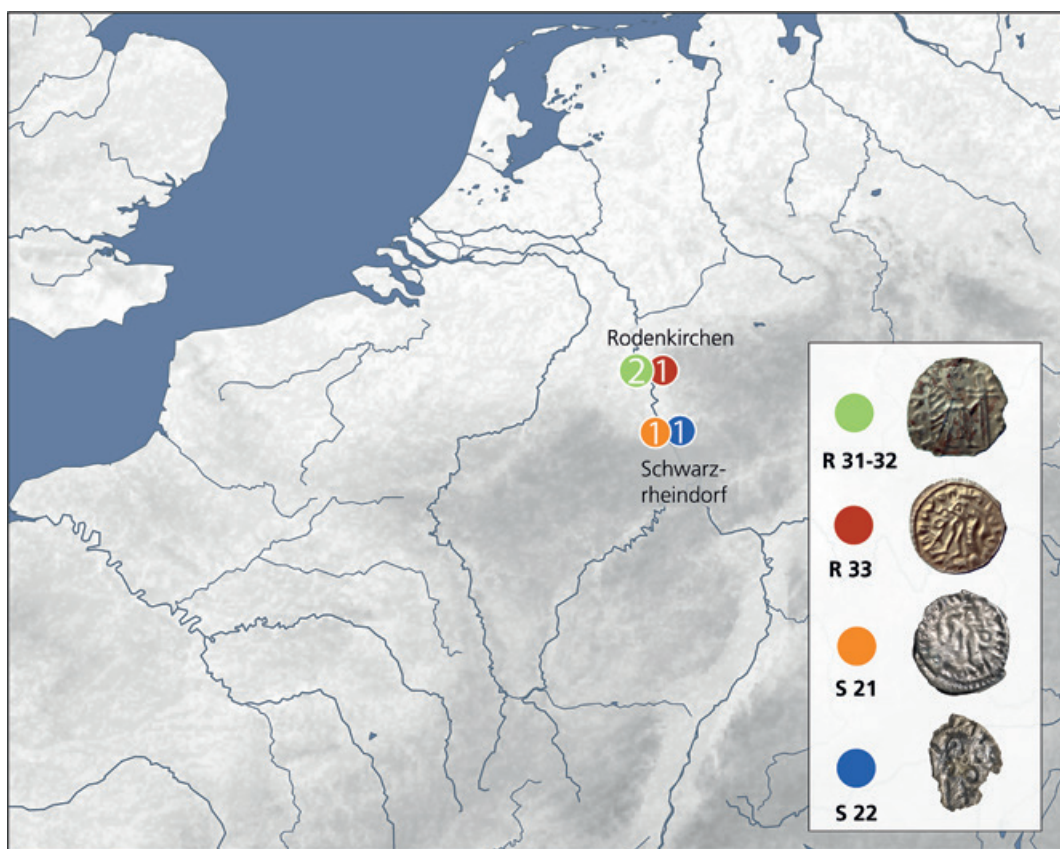 Rodenkirchen
2 1
1 1
Schwarz-
rheindorf
R 31-32
R 33
S 21
S 22